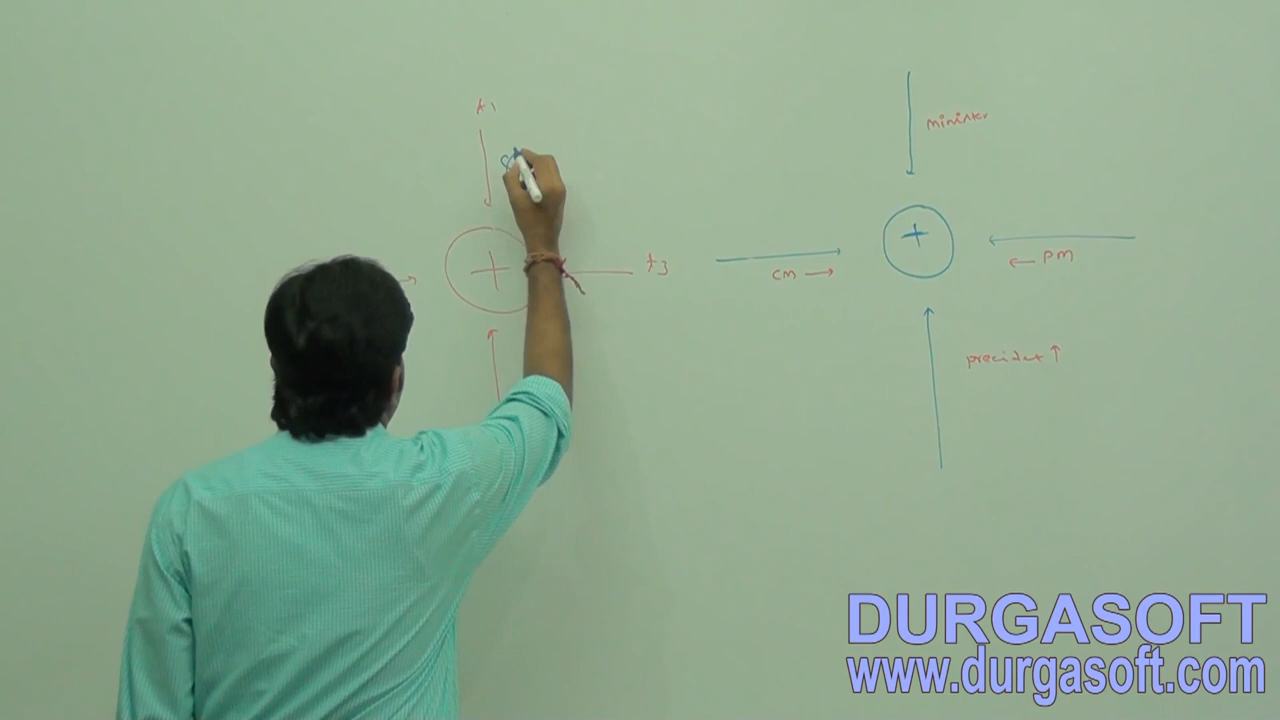 t1
t3
minister
CM →
← PM
president ↑
DURGASOFT
www.durgasoft.com